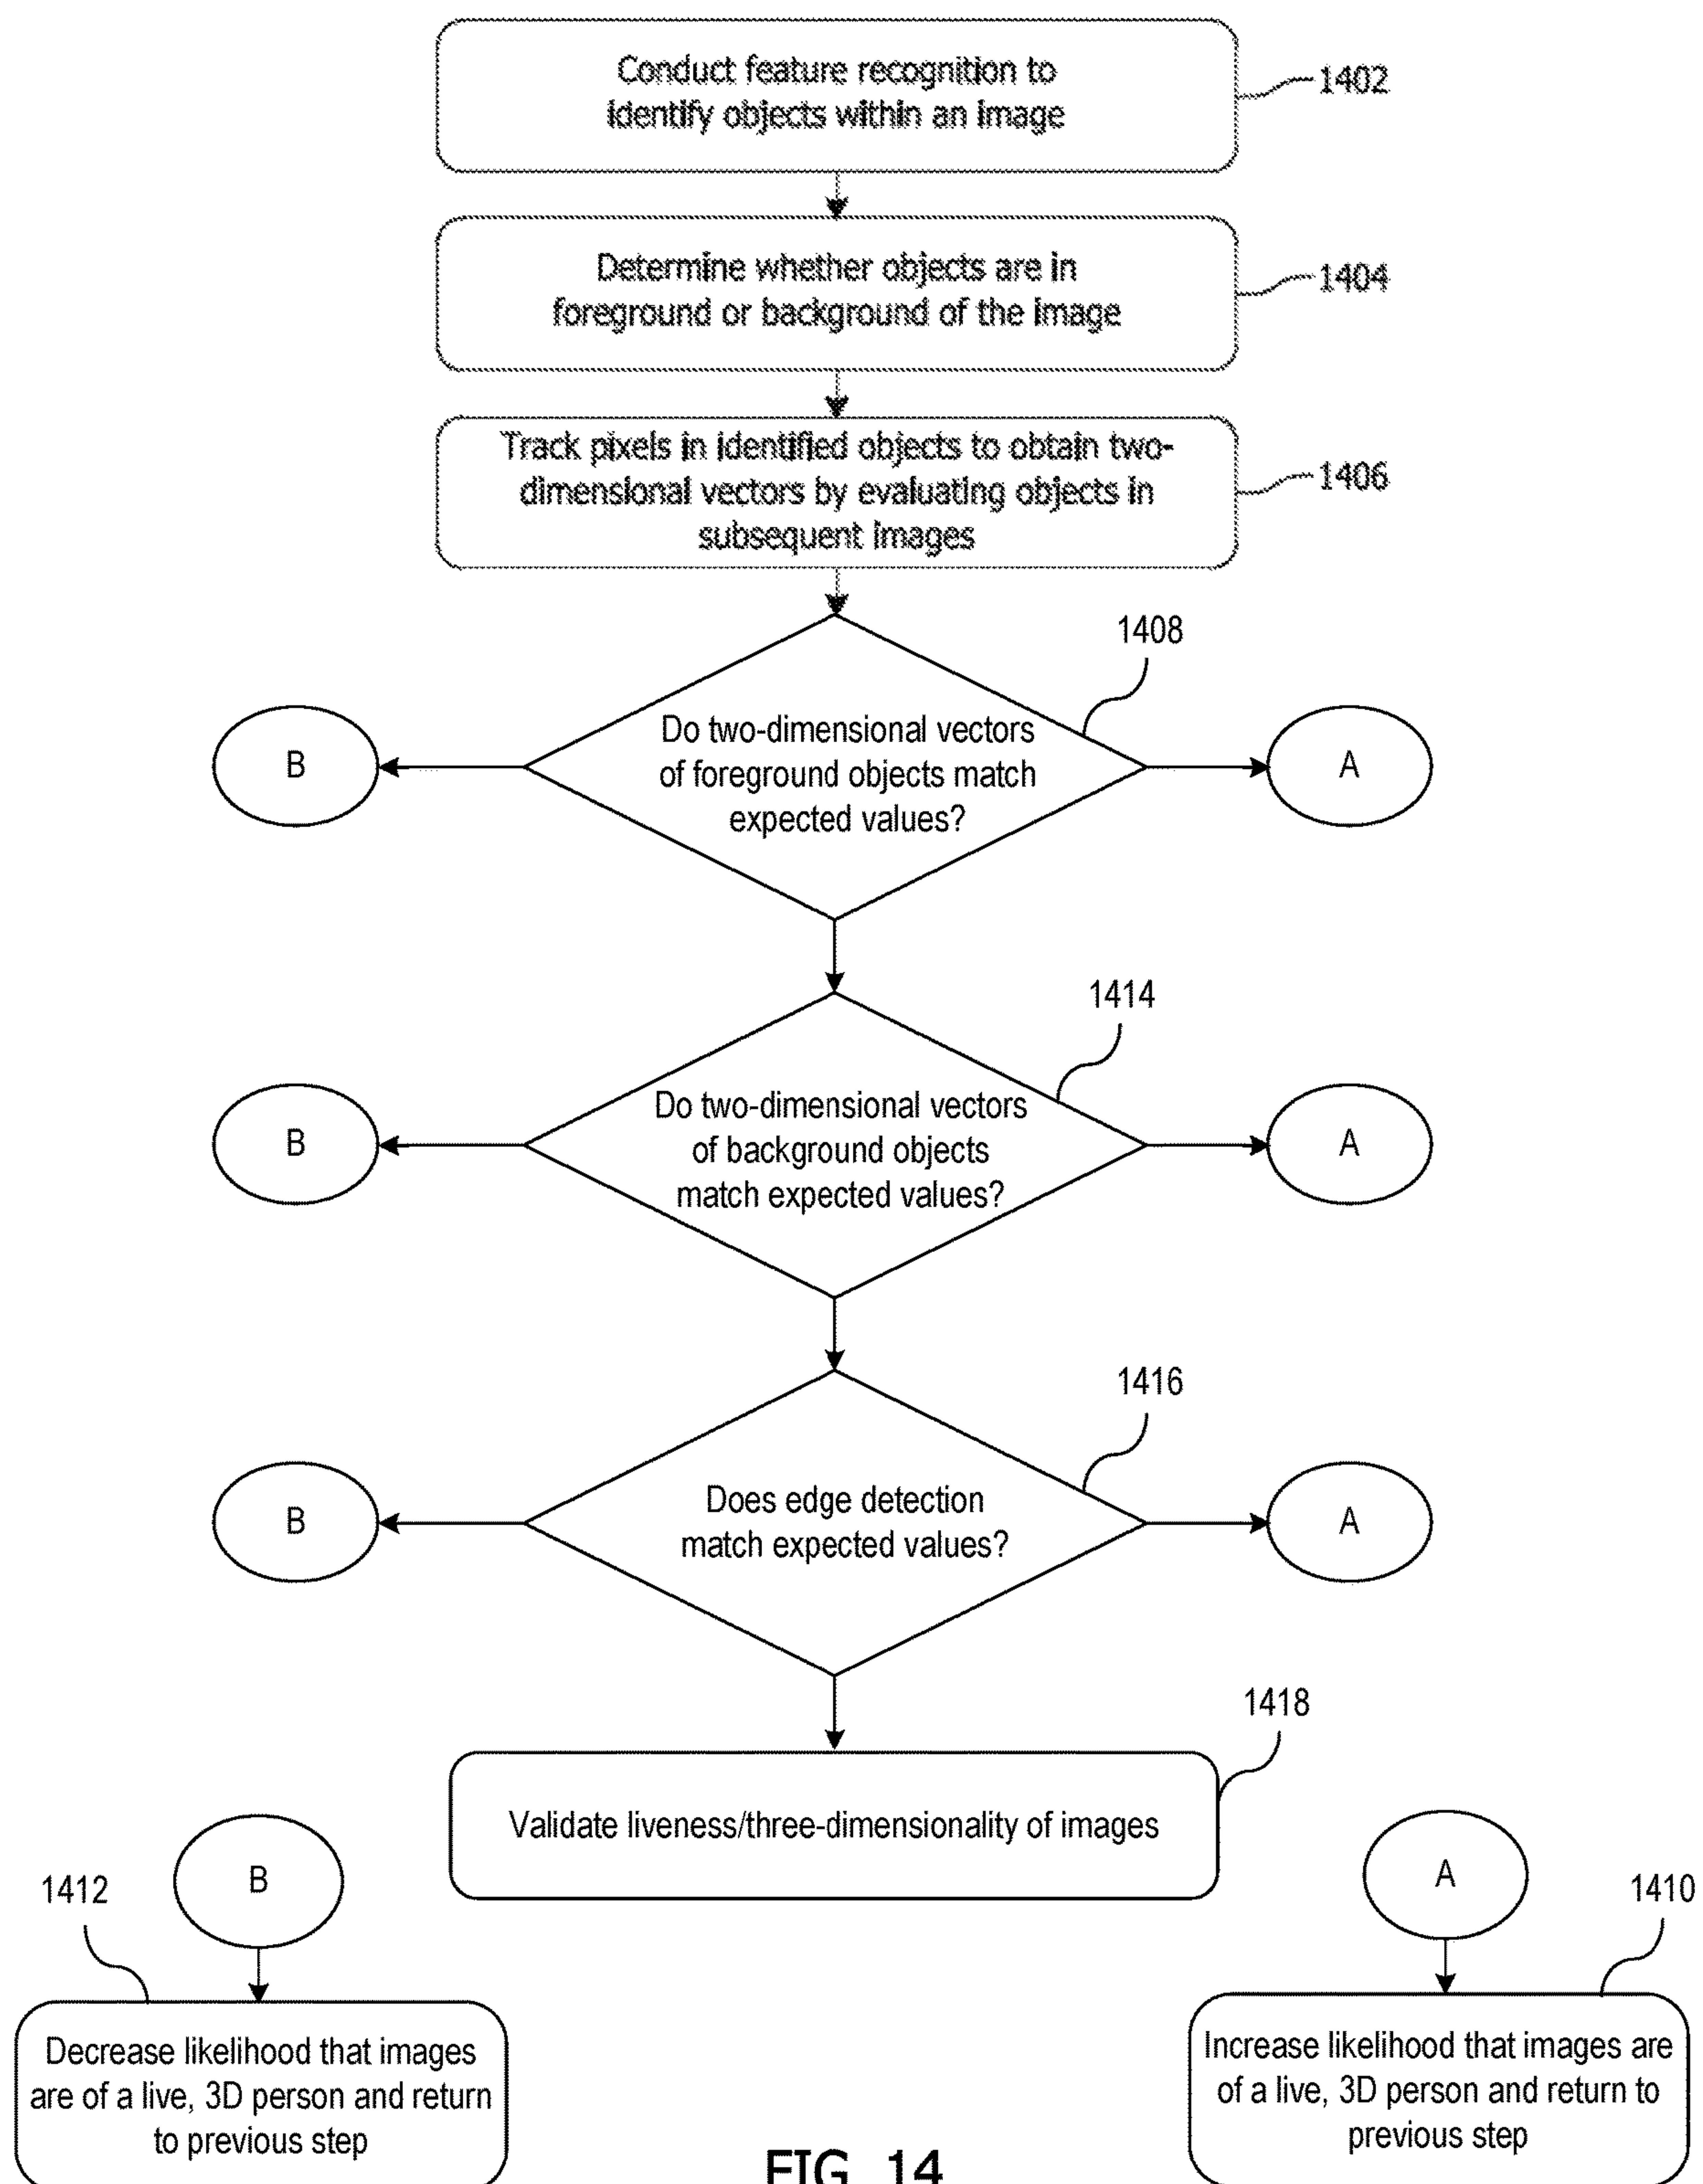 Conduct feature recognition to
identify objects within an image
1402
Determine whether objects are in
foreground or background of the image
1404
Track pixels in identified objects to obtain two-
dimensional vectors by evaluating objects in
subsequent images
1406
1408
Do two-dimensional vectors
of foreground objects match
expected values?
B
A
1414
Do two-dimensional vectors
of background objects
match expected values?
B
A
1416
Does edge detection
match expected values?
B
A
1418
Validate liveness/three-dimensionality of images
B
1412
Decrease likelihood that images
are of a live, 3D person and return
to previous step
A
1410
Increase likelihood that images are
of a live, 3D person and return to
previous step
FIG. 14